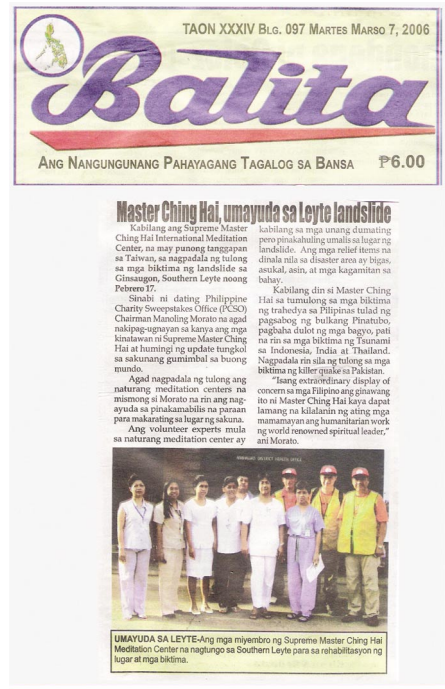 TAON XXXIV BLG. 097 MARTES MARSO 7, 2006
Balita
ANG NANGUNGUNANG PAHAYAGANG TAGALOG SA BANSA ₱6.00
Master Ching Hai, umayuda sa Leyte landslide
Kabilang ang Supreme Master
Ching Hai International Meditation
Center, na may punong tanggapan
sa Taiwan, sa nagpadala ng tulong
sa mga biktima ng landslide sa
Ginsaugon, Southern Leyte noong
Pebrero 17.
Sinabi ni dating Philippine
Charity Sweepstakes Office (PCSO)
Chairman Manoling Morato na agad
nakipag-ugnayan sa kanya ang mga
kinatawan ni Supreme Master Ching
Hai at humingi ng update tungkol
sa sakunang gumimbal sa buong
mundo.
Agad nagpadala ng tulong ang
naturang meditation centers na
mismong si Morato na rin ang nag-
ayuda sa pinakamabilis na paraan
para makarating sa lugar ng sakuna.
Ang volunteer experts mula
sa naturang meditation center ay
kabilang sa mga unang dumating
pero pinakahuling umalis sa lugar ng
landslide. Ang mga relief items na
dinala nila sa disaster area ay bigas,
asukal, asin, at mga kagamitan sa
bahay.
Kabilang din si Master Ching
Hai sa tumulong sa mga biktima
ng trahedya sa Pilipinas tulad ng
pagsabog ng bulkang Pinatubo,
pagbaha dulot ng mga bagyo, pati
na rin sa mga biktima ng Tsunami
sa Indonesia, India at Thailand.
Nagpadala rin sila ng tulong sa mga
biktima ng killer quake sa Pakistan.
"Isang extraordinary display of
concern sa mga Filipino ang ginawang
ito ni Master Ching Hai kaya dapat
lamang na kilalanin ng ating mga
mamamayan ang humanitarian work
ng world renowned spiritual leader,"
ani Morato.
UMAYUDA SA LEYTE-Ang mga miyembro ng Supreme Master Ching Hai
Meditation Center na nagtungo sa Southern Leyte para sa rehabilitasyon ng
lugar at mga biktima.